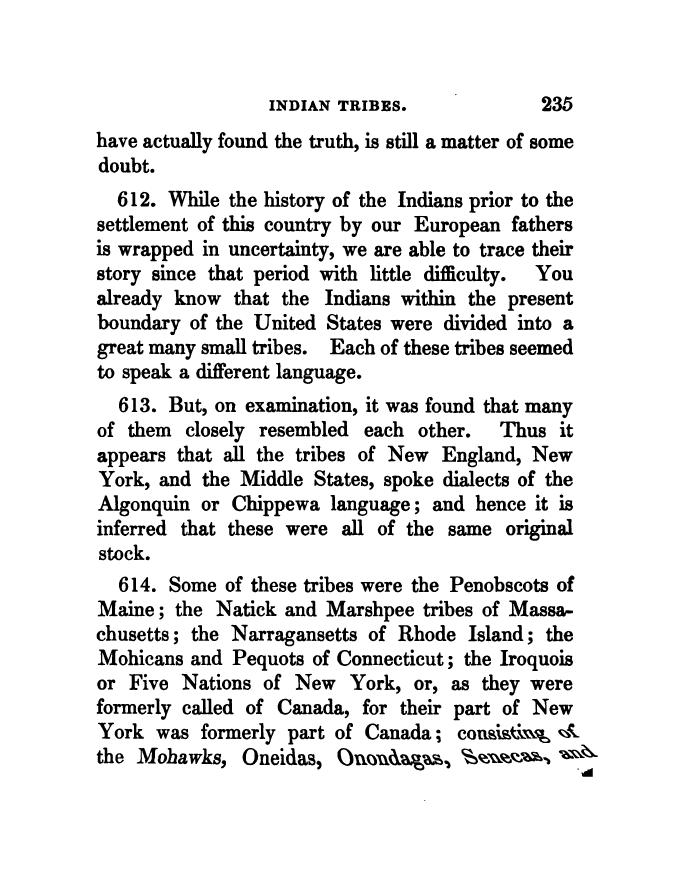 INDIAN TRIBES. 235
have actually found the truth, is still a matter of some
doubt.
612. While the history of the Indians prior to the
settlement of this country by our European fathers
is wrapped in uncertainty, we are able to trace their
story since that period with little difficulty. You
already know that the Indians within the present
boundary of the United States were divided into a
great many small tribes. Each of these tribes seemed
to speak a different language.
613. But, on examination, it was found that many
of them closely resembled each other. Thus it
appears that all the tribes of New England, New
York, and the Middle States, spoke dialects of the
Algonquin or Chippewa language; and hence it is
inferred that these were all of the same original
stock.
614. Some of these tribes were the Penobscots of
Maine; the Natick and Marshpee tribes of Massa-
chusetts; the Narragansetts of Rhode Island; the
Mohicans and Pequots of Connecticut; the Iroquois
or Five Nations of New York, or, as they were
formerly called of Canada, for their part of New
York was formerly part of Canada; consisting of
the Mohawks, Oneidas, Onondagas, Senecas, and